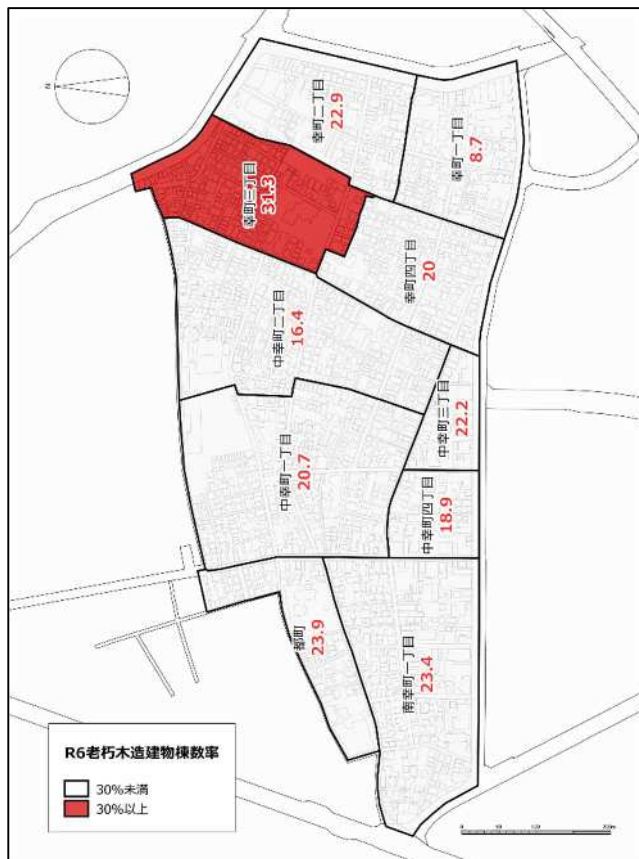 N
幸町二丁目
22.9
幸町一丁目
8.7
幸町三丁目
31.3
幸町四丁目
20
中幸町二丁目
16.4
中幸町三丁目
22.2
中幸町一丁目
20.7
中幸町四丁目
18.9
都町
23.9
南幸町一丁目
23.4
R6老朽木造建物棟数率
30%未満
30%以上